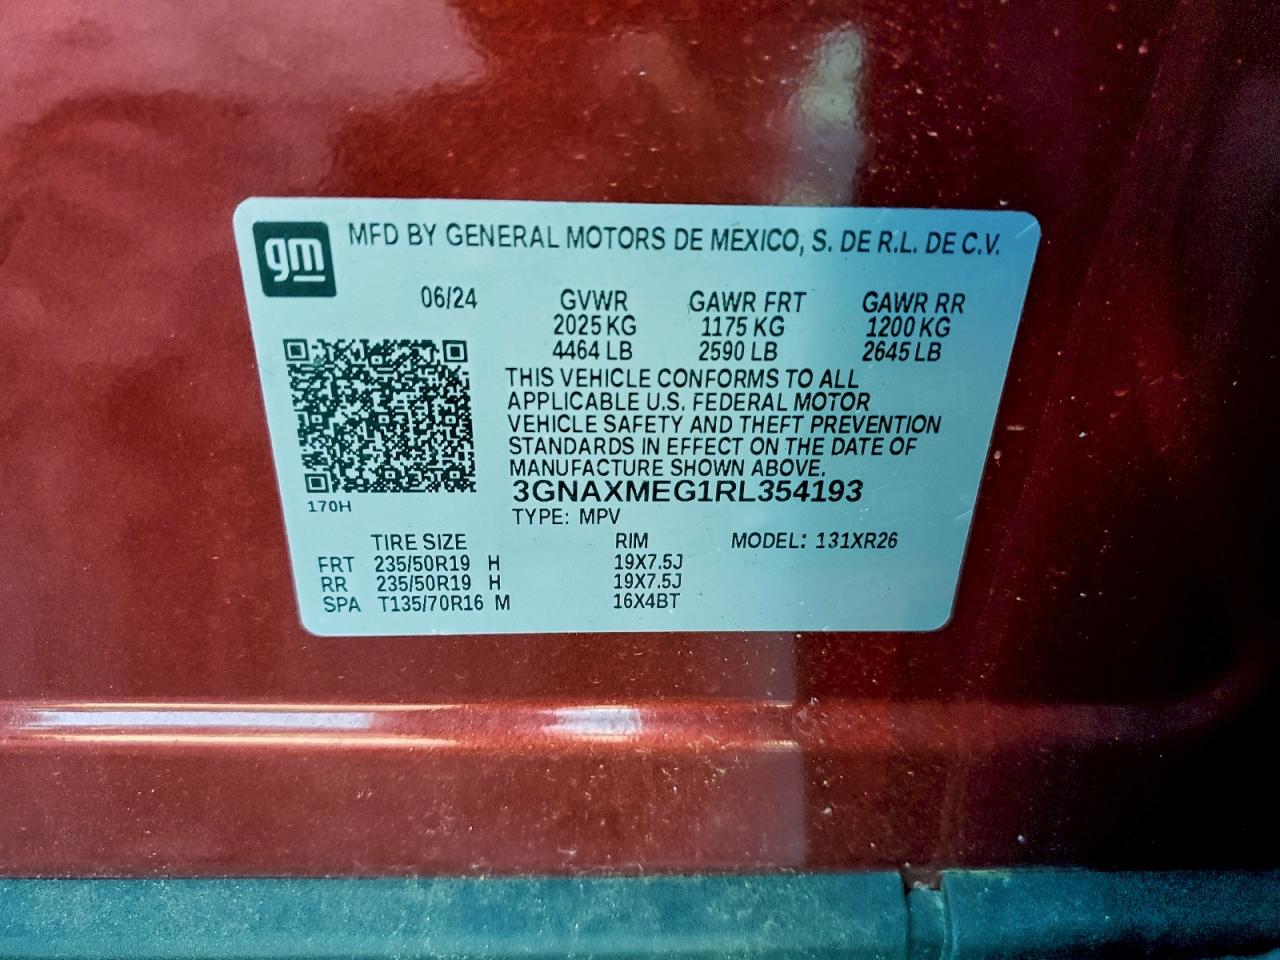 gm
MFD BY GENERAL MOTORS DE MEXICO, S. DE R.L. DE C.V.
06/24 GVWR GAWR FRT GAWR RR
2025 KG 1175 KG 1200 KG
4464 LB 2590 LB 2645 LB
THIS VEHICLE CONFORMS TO ALL
APPLICABLE U.S. FEDERAL MOTOR
VEHICLE SAFETY AND THEFT PREVENTION
STANDARDS IN EFFECT ON THE DATE OF
MANUFACTURE SHOWN ABOVE.
3GNAXMEG1RL354193
170H
TYPE: MPV
TIRE SIZE RIM MODEL: 131XR26
FRT 235/50R19 H 19X7.5J
RR 235/50R19 H 19X7.5J
SPA T135/70R16 M 16X4BT